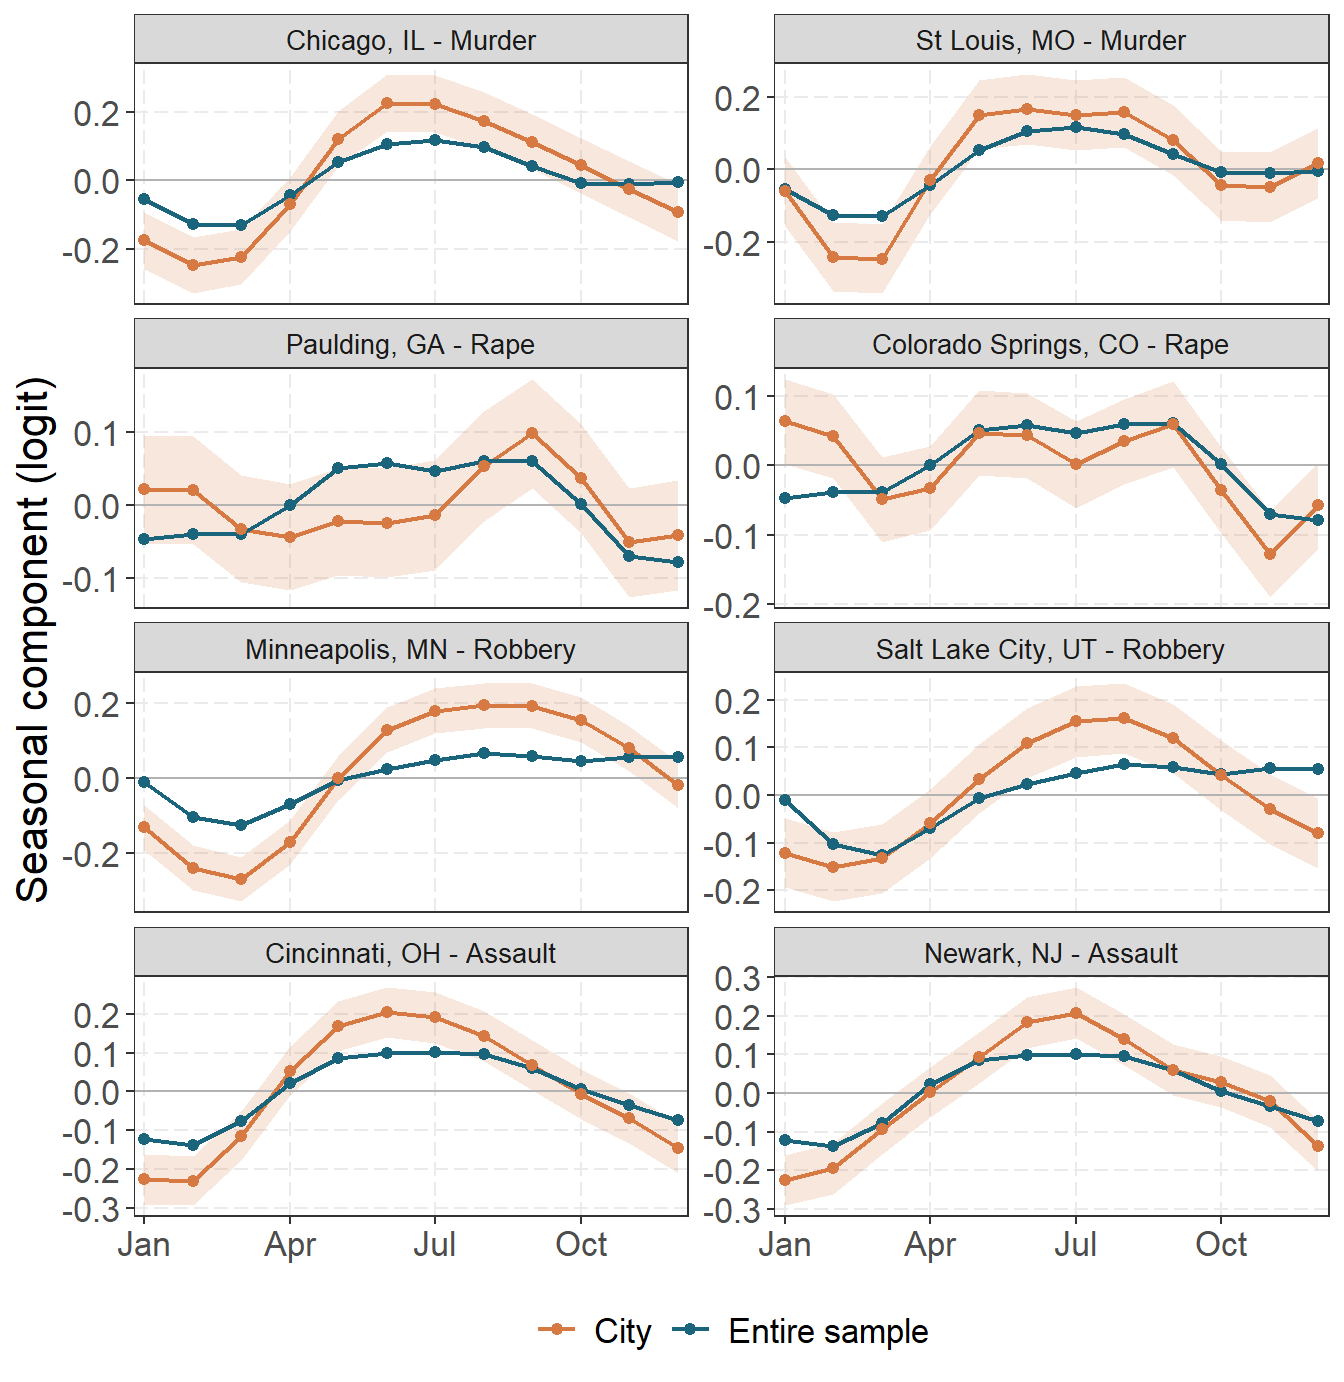 Chicago, IL - Murder
0.2
0.0
-0.2
St Louis, MO - Murder
0.2
0.0
-0.2
Paulding, GA - Rape
0.1
0.0
-0.1
Colorado Springs, CO - Rape
0.1
0.0
-0.1
-0.2
Seasonal component (logit)
Minneapolis, MN - Robbery
0.2
0.0
-0.2
Salt Lake City, UT - Robbery
0.2
0.1
0.0
-0.1
-0.2
Cincinnati, OH - Assault
0.2
0.1
0.0
-0.1
-0.2
-0.3
Newark, NJ - Assault
0.3
0.2
0.1
0.0
-0.1
-0.2
-0.3
Jan Apr Jul Oct
Jan Apr Jul Oct
City Entire sample